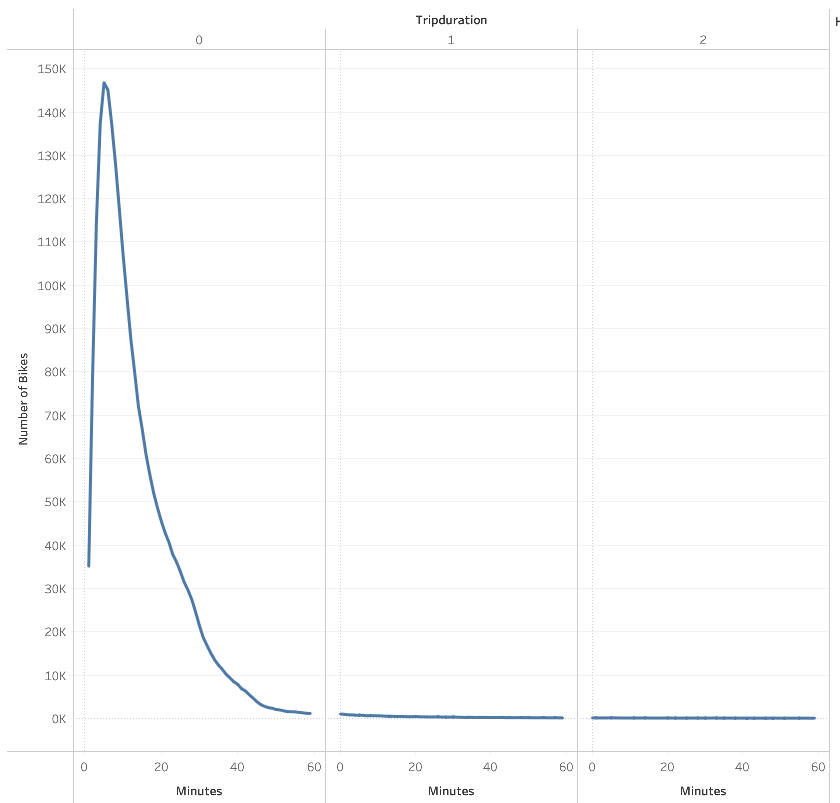 Tripduration
H
0 1 2
150K
140K
130K
120K
110K
100K
90K
80K
70K
60K
50K
40K
30K
20K
10K
0K
Number of Bikes
0 20 40 60 0 20 40 60 0 20 40 60
Minutes Minutes Minutes